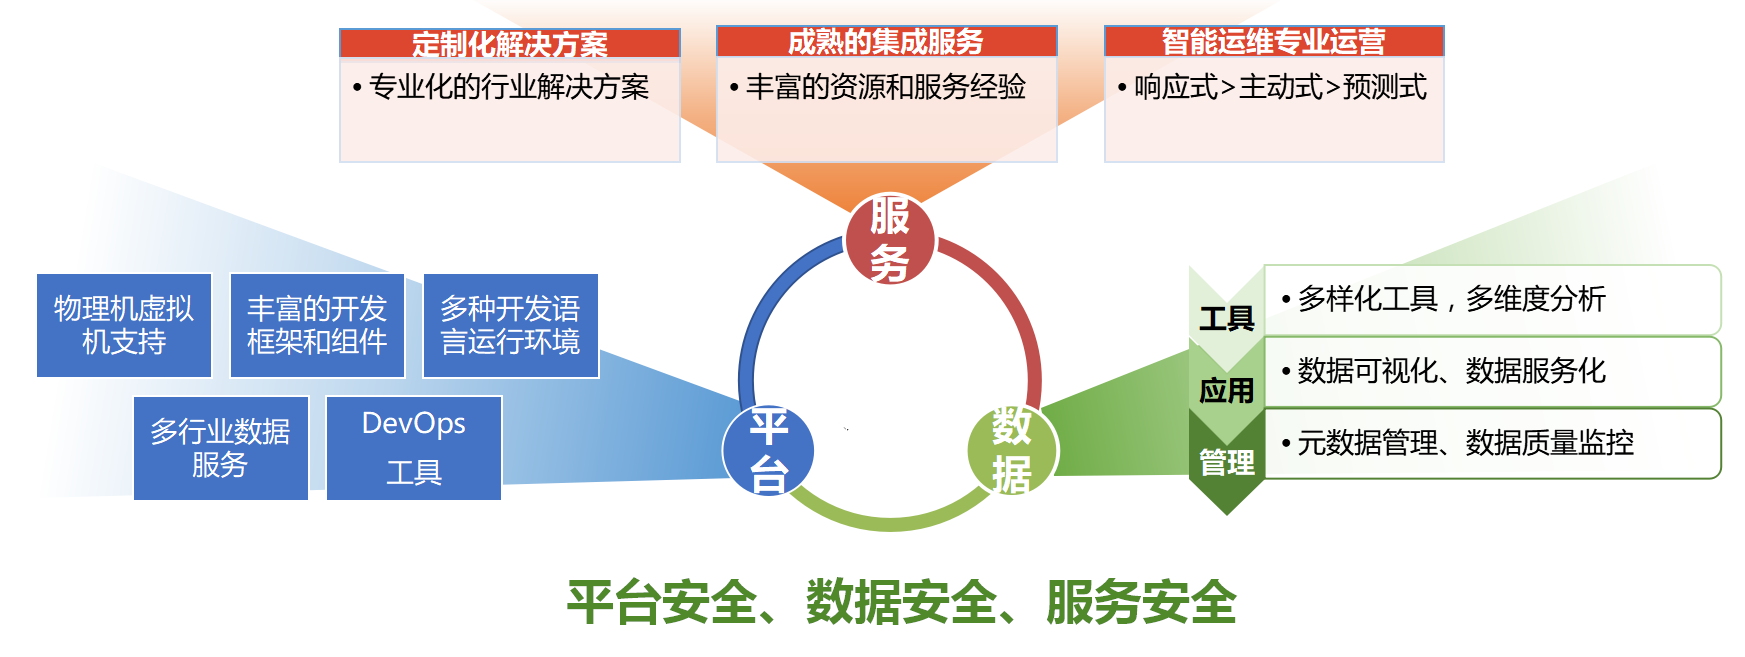 定制化解决方案
• 专业化的行业解决方案
成熟的集成服务
• 丰富的资源和服务经验
智能运维专业运营
• 响应式>主动式>预测式
服
务
物理机虚拟
机支持
丰富的开发
框架和组件
多种开发语
言运行环境
多行业数据
服务
DevOps
工具
平
台
数
据
工具
• 多样化工具，多维度分析
应用
• 数据可视化、数据服务化
管理
• 元数据管理、数据质量监控
平台安全、数据安全、服务安全